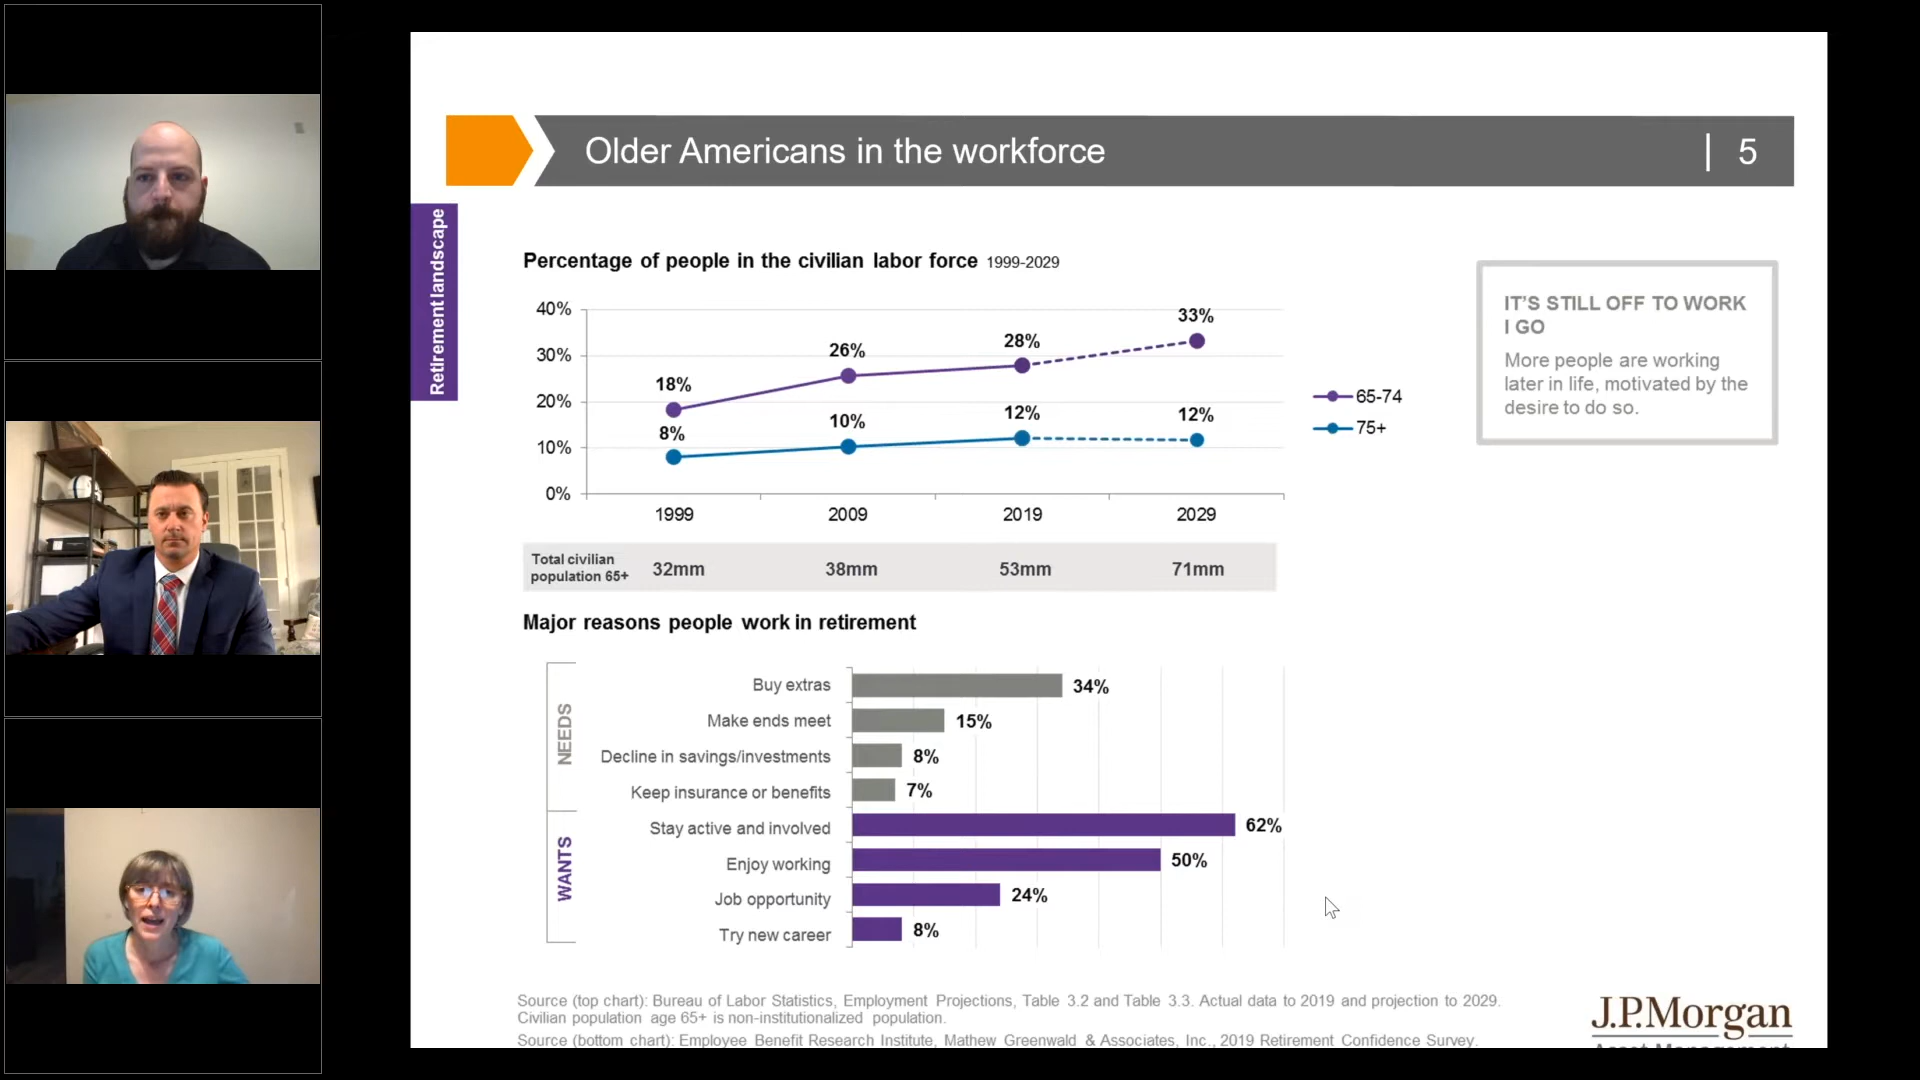 Older Americans in the workforce | 5
Retirement landscape
Percentage of people in the civilian labor force 1999-2029
40%
30%
20%
10%
0%
18%
26%
28%
33%
8%
10%
12%
12%
1999 2009 2019 2029
65-74
75+
Total civilian
population 65+
32mm 38mm 53mm 71mm
IT'S STILL OFF TO WORK
I GO
More people are working
later in life, motivated by the
desire to do so.
Major reasons people work in retirement
NEEDS
Buy extras 34%
Make ends meet 15%
Decline in savings/investments 8%
Keep insurance or benefits 7%
WANTS
Stay active and involved 62%
Enjoy working 50%
Job opportunity 24%
Try new career 8%
Source (top chart): Bureau of Labor Statistics, Employment Projections, Table 3.2 and Table 3.3. Actual data to 2019 and projection to 2029.
Civilian population age 65+ is non-institutionalized population.
Source (bottom chart): Employee Benefit Research Institute, Mathew Greenwald & Associates, Inc., 2019 Retirement Confidence Survey.
J.P.Morgan
Asset Management